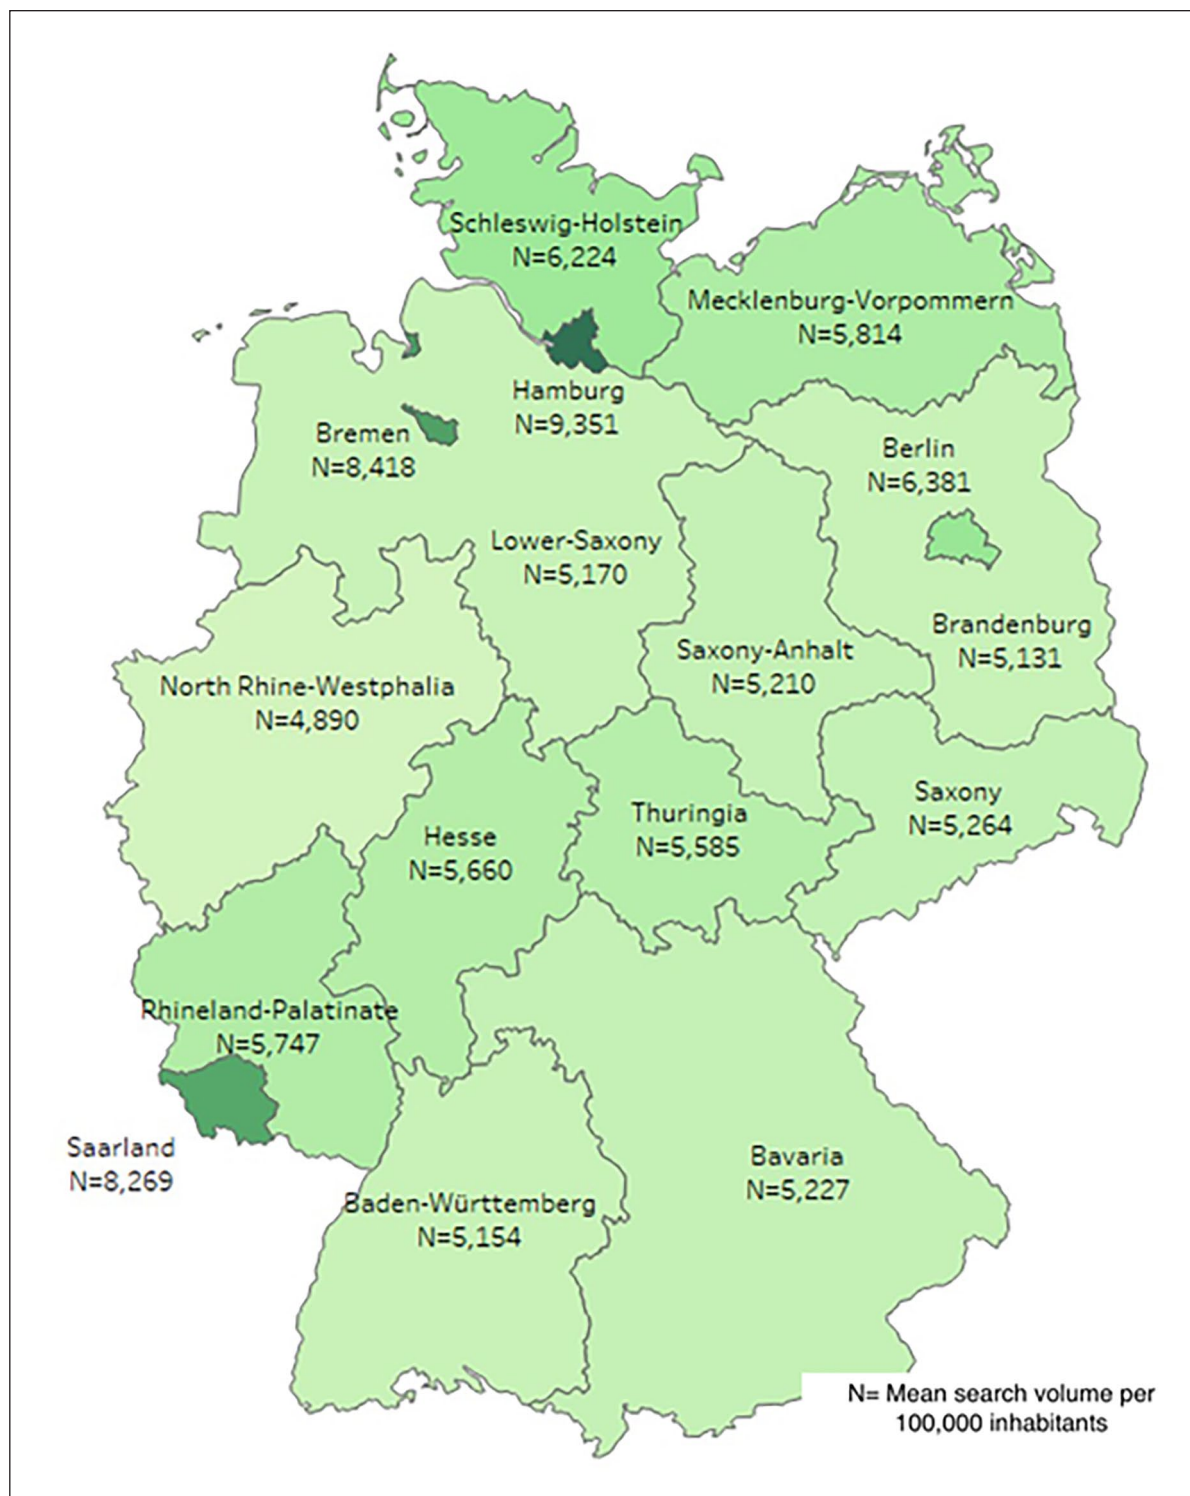 Schleswig-Holstein
N=6,224
Mecklenburg-Vorpommern
N=5,814
Hamburg
N=9,351
Bremen
N=8,418
Berlin
N=6,381
Lower-Saxony
N=5,170
Brandenburg
N=5,131
Saxony-Anhalt
N=5,210
North Rhine-Westphalia
N=4,890
Saxony
N=5,264
Thuringia
N=5,585
Hesse
N=5,660
Rhineland-Palatinate
N=5,747
Saarland
N=8,269
Bavaria
N=5,227
Baden-Württemberg
N=5,154
N= Mean search volume per
100,000 inhabitants